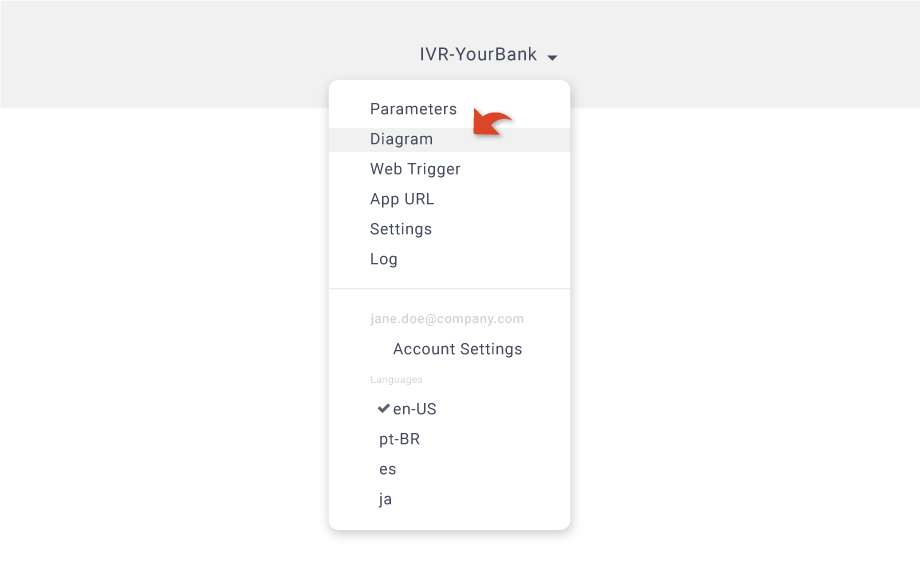 IVR-YourBank
Parameters
Diagram
Web Trigger
App URL
Settings
Log
jane.doe@company.com
Account Settings
Languages
en-US
pt-BR
es
ja